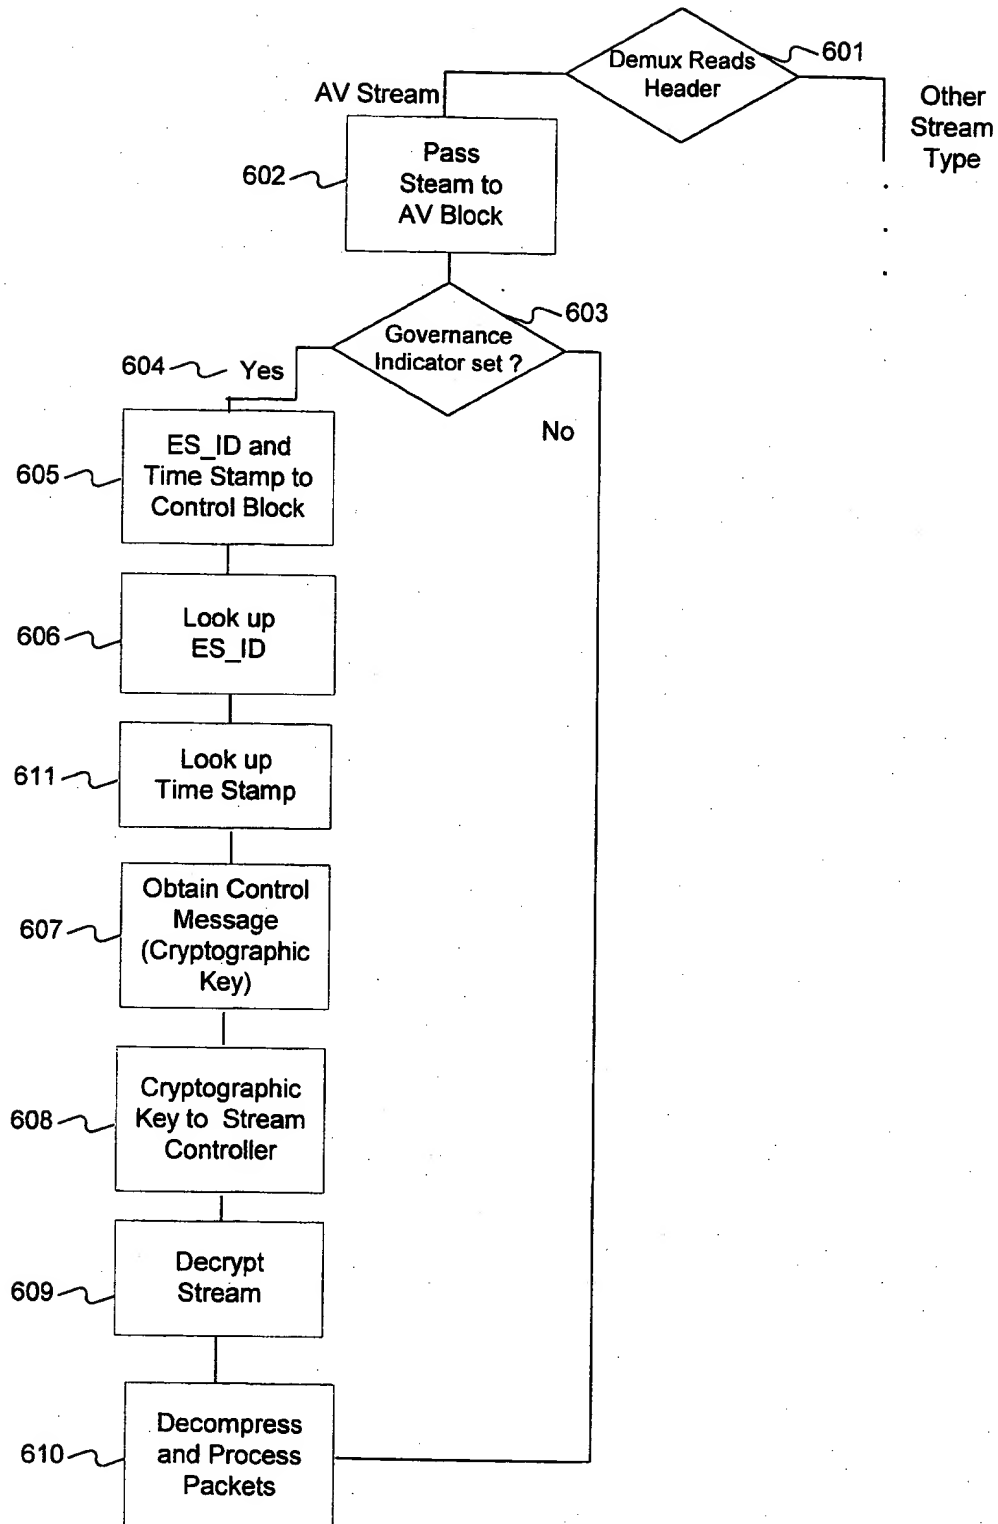 Demux Reads
Header
601
AV Stream
Other
Stream
Type
Pass
Steam to
AV Block
602
603
Governance
Indicator set ?
604
Yes
No
ES_ID and
Time Stamp to
Control Block
605
Look up
ES_ID
606
Look up
Time Stamp
611
Obtain Control
Message
(Cryptographic
Key)
607
Cryptographic
Key to Stream
Controller
608
Decrypt
Stream
609
Decompress
and Process
Packets
610